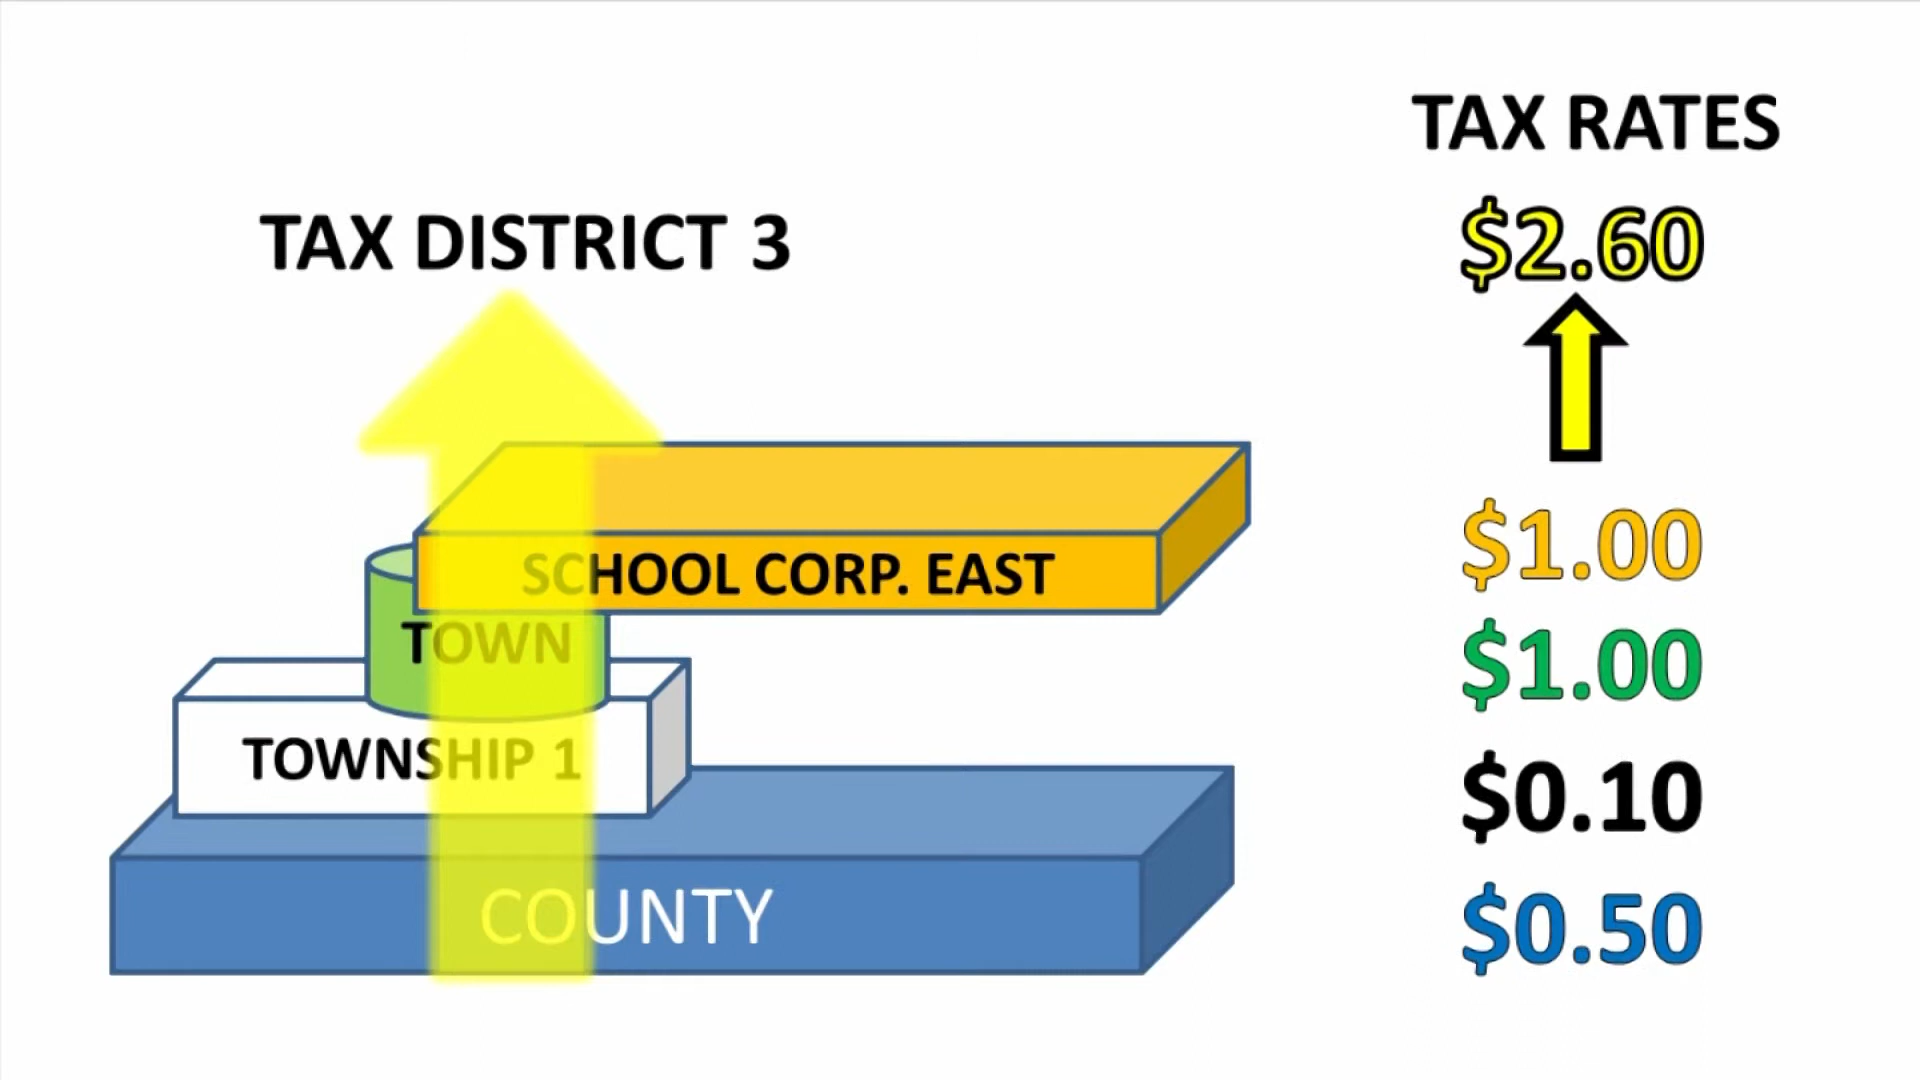 TAX RATES
TAX DISTRICT 3
$2.60
SCHOOL CORP. EAST
$1.00
TOWN
$1.00
TOWNSHIP 1
$0.10
COUNTY
$0.50